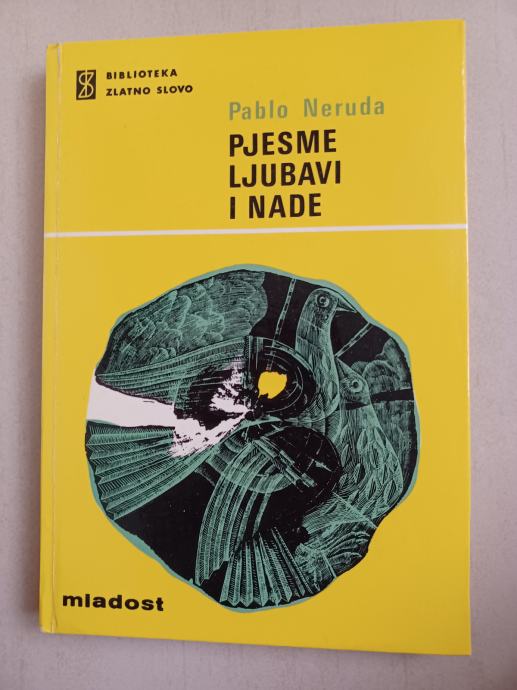 BIBLIOTEKA
ZLATNO SLOVO
Pablo Neruda
PJESME
LJUBAVI
I NADE
mladost